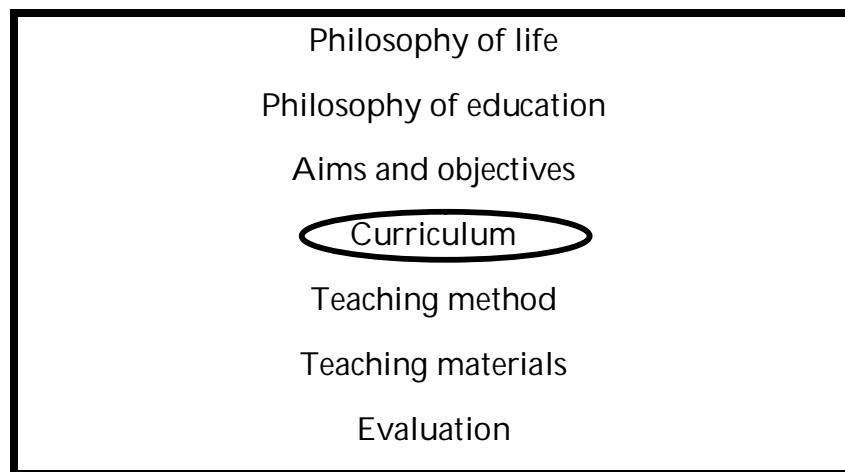 Philosophy of life
Philosophy of education
Aims and objectives
Curriculum
Teaching method
Teaching materials
Evaluation